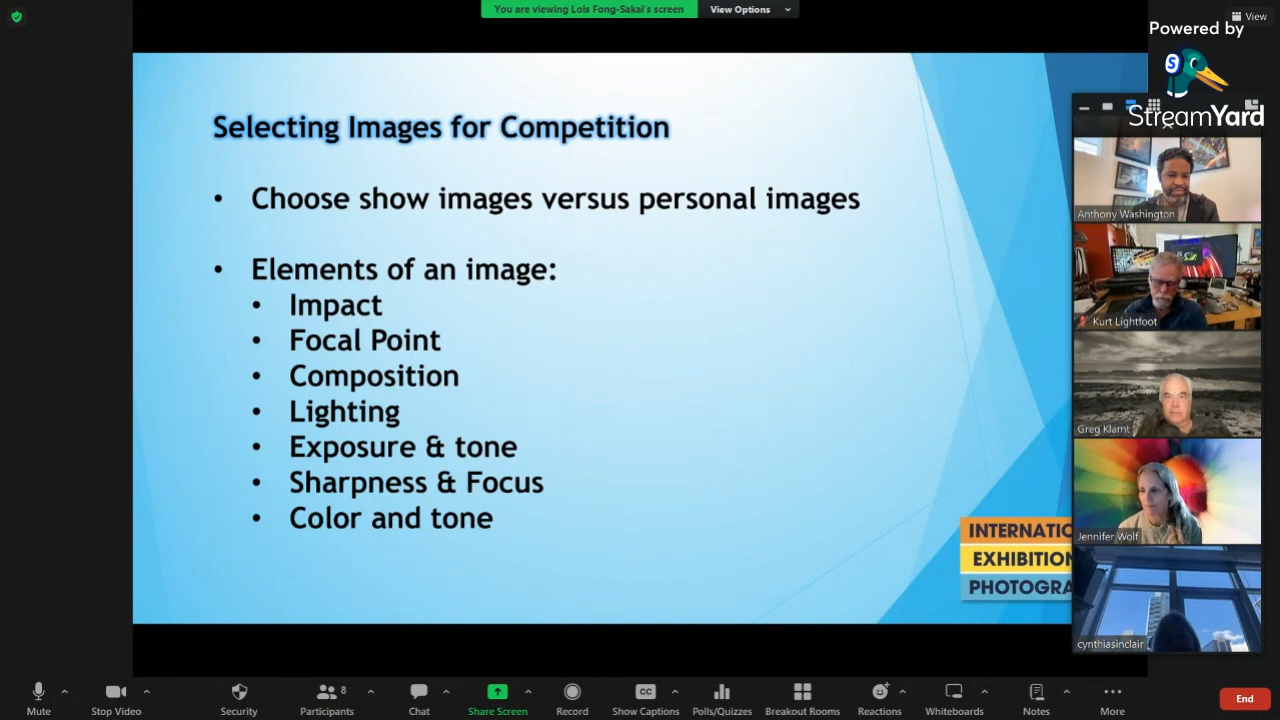 You are viewing Lois Fong-Sakai's screen
View Options
View
Powered by
StreamYard
Selecting Images for Competition
• Choose show images versus personal images
• Elements of an image:
• Impact
• Focal Point
• Composition
• Lighting
• Exposure & tone
• Sharpness & Focus
• Color and tone
INTERNATIO
EXHIBITION
PHOTOGRA
Anthony Washington
Kurt Lightfoot
Greg Klamt
Jennifer Wolf
cynthiasinclair
Mute
Stop Video
Security
Participants
8
Chat
Share Screen
Record
CC
Show Captions
Polls/Quizzes
Breakout Rooms
Reactions
Whiteboards
Notes
More
End